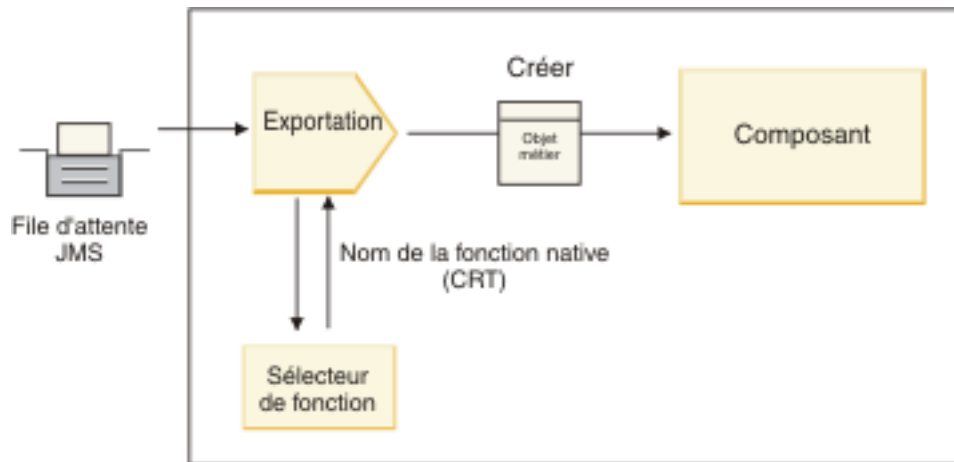 Créer
Exportation
Objet
métier
Composant
File d'attente
JMS
Nom de la fonction native
(CRT)
Sélecteur
de fonction